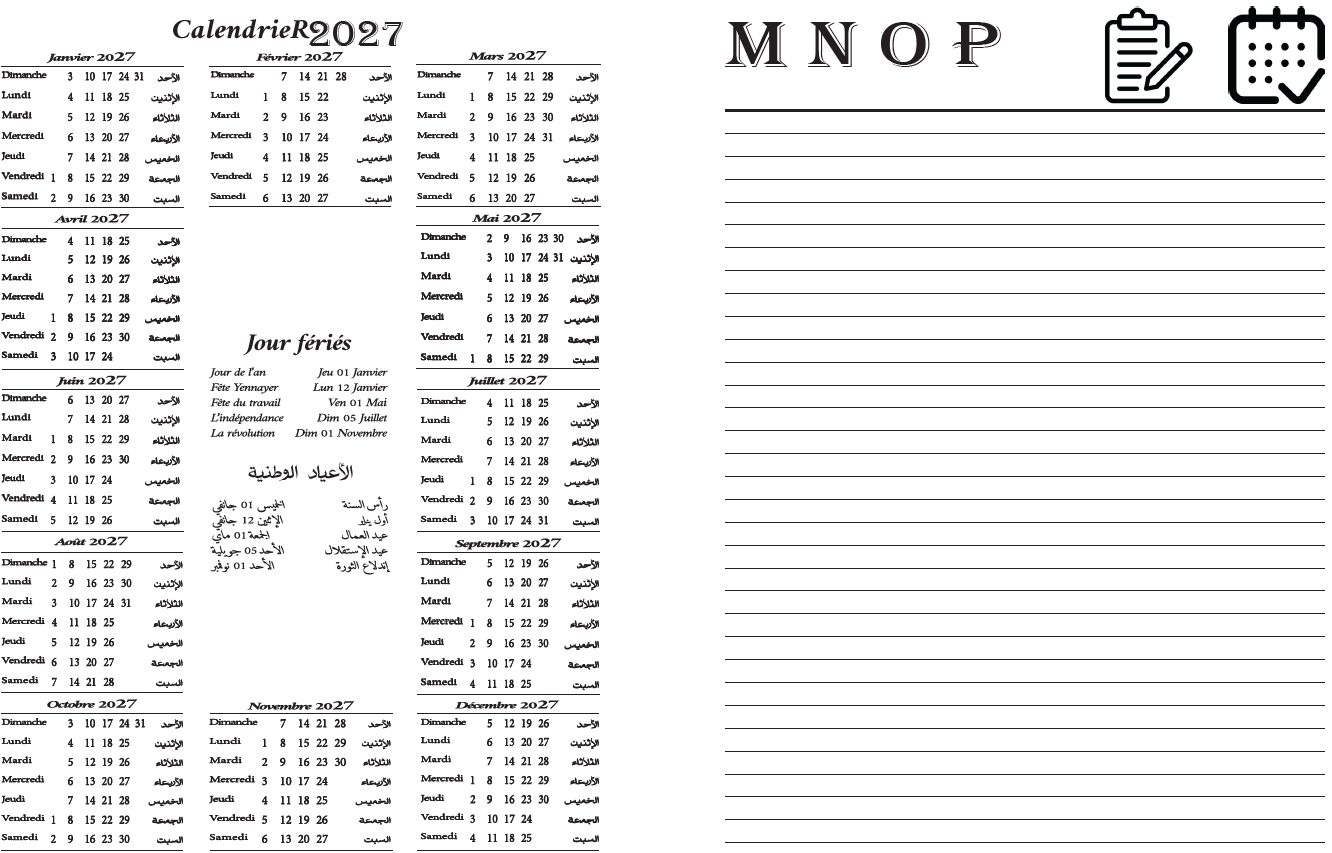 CalendrieR2027
Janvier 2027
Dimanche 3 10 17 24 31 الأحد
Lundi 4 11 18 25 الإثنين
Mardi 5 12 19 26 الثلاثاء
Mercredi 6 13 20 27 الأربعاء
Jeudi 7 14 21 28 الخميس
Vendredi 1 8 15 22 29 الجمعة
Samedi 2 9 16 23 30 السبت
Février 2027
Dimanche 7 14 21 28 الأحد
Lundi 1 8 15 22 الإثنين
Mardi 2 9 16 23 الثلاثاء
Mercredi 3 10 17 24 الأربعاء
Jeudi 4 11 18 25 الخميس
Vendredi 5 12 19 26 الجمعة
Samedi 6 13 20 27 السبت
Mars 2027
Dimanche 7 14 21 28 الأحد
Lundi 1 8 15 22 29 الإثنين
Mardi 2 9 16 23 30 الثلاثاء
Mercredi 3 10 17 24 31 الأربعاء
Jeudi 4 11 18 25 الخميس
Vendredi 5 12 19 26 الجمعة
Samedi 6 13 20 27 السبت
Avril 2027
Dimanche 4 11 18 25 الأحد
Lundi 5 12 19 26 الإثنين
Mardi 6 13 20 27 الثلاثاء
Mercredi 7 14 21 28 الأربعاء
Jeudi 1 8 15 22 29 الخميس
Vendredi 2 9 16 23 30 الجمعة
Samedi 3 10 17 24 السبت
Mai 2027
Dimanche 2 9 16 23 30 الأحد
Lundi 3 10 17 24 31 الإثنين
Mardi 4 11 18 25 الثلاثاء
Mercredi 5 12 19 26 الأربعاء
Jeudi 6 13 20 27 الخميس
Vendredi 7 14 21 28 الجمعة
Samedi 1 8 15 22 29 السبت
Juin 2027
Dimanche 6 13 20 27 الأحد
Lundi 7 14 21 28 الإثنين
Mardi 1 8 15 22 29 الثلاثاء
Mercredi 2 9 16 23 30 الأربعاء
Jeudi 3 10 17 24 الخميس
Vendredi 4 11 18 25 الجمعة
Samedi 5 12 19 26 السبت
Jour fériés
Jour de l'an Jeu 01 Janvier
Fête Yennayer Lun 12 Janvier
Fête du travail Ven 01 Mai
L'indépendance Dim 05 Juillet
La révolution Dim 01 Novembre
الأعياد الوطنية
رأس السنة الخميس 01 جانفي
أول يناير الإثنين 12 جانفي
عيد العمال الجمعة 01 ماي
عيد الإستقلال الأحد 05 جويلية
إندلاع الثورة الأحد 01 نوفمبر
Juillet 2027
Dimanche 4 11 18 25 الأحد
Lundi 5 12 19 26 الإثنين
Mardi 6 13 20 27 الثلاثاء
Mercredi 7 14 21 28 الأربعاء
Jeudi 1 8 15 22 29 الخميس
Vendredi 2 9 16 23 30 الجمعة
Samedi 3 10 17 24 31 السبت
Août 2027
Dimanche 1 8 15 22 29 الأحد
Lundi 2 9 16 23 30 الإثنين
Mardi 3 10 17 24 31 الثلاثاء
Mercredi 4 11 18 25 الأربعاء
Jeudi 5 12 19 26 الخميس
Vendredi 6 13 20 27 الجمعة
Samedi 7 14 21 28 السبت
Septembre 2027
Dimanche 5 12 19 26 الأحد
Lundi 6 13 20 27 الإثنين
Mardi 7 14 21 28 الثلاثاء
Mercredi 1 8 15 22 29 الأربعاء
Jeudi 2 9 16 23 30 الخميس
Vendredi 3 10 17 24 الجمعة
Samedi 4 11 18 25 السبت
Octobre 2027
Dimanche 3 10 17 24 31 الأحد
Lundi 4 11 18 25 الإثنين
Mardi 5 12 19 26 الثلاثاء
Mercredi 6 13 20 27 الأربعاء
Jeudi 7 14 21 28 الخميس
Vendredi 1 8 15 22 29 الجمعة
Samedi 2 9 16 23 30 السبت
Novembre 2027
Dimanche 7 14 21 28 الأحد
Lundi 1 8 15 22 29 الإثنين
Mardi 2 9 16 23 30 الثلاثاء
Mercredi 3 10 17 24 الأربعاء
Jeudi 4 11 18 25 الخميس
Vendredi 5 12 19 26 الجمعة
Samedi 6 13 20 27 السبت
Décembre 2027
Dimanche 5 12 19 26 الأحد
Lundi 6 13 20 27 الإثنين
Mardi 7 14 21 28 الثلاثاء
Mercredi 1 8 15 22 29 الأربعاء
Jeudi 2 9 16 23 30 الخميس
Vendredi 3 10 17 24 الجمعة
Samedi 4 11 18 25 السبت
M N O P